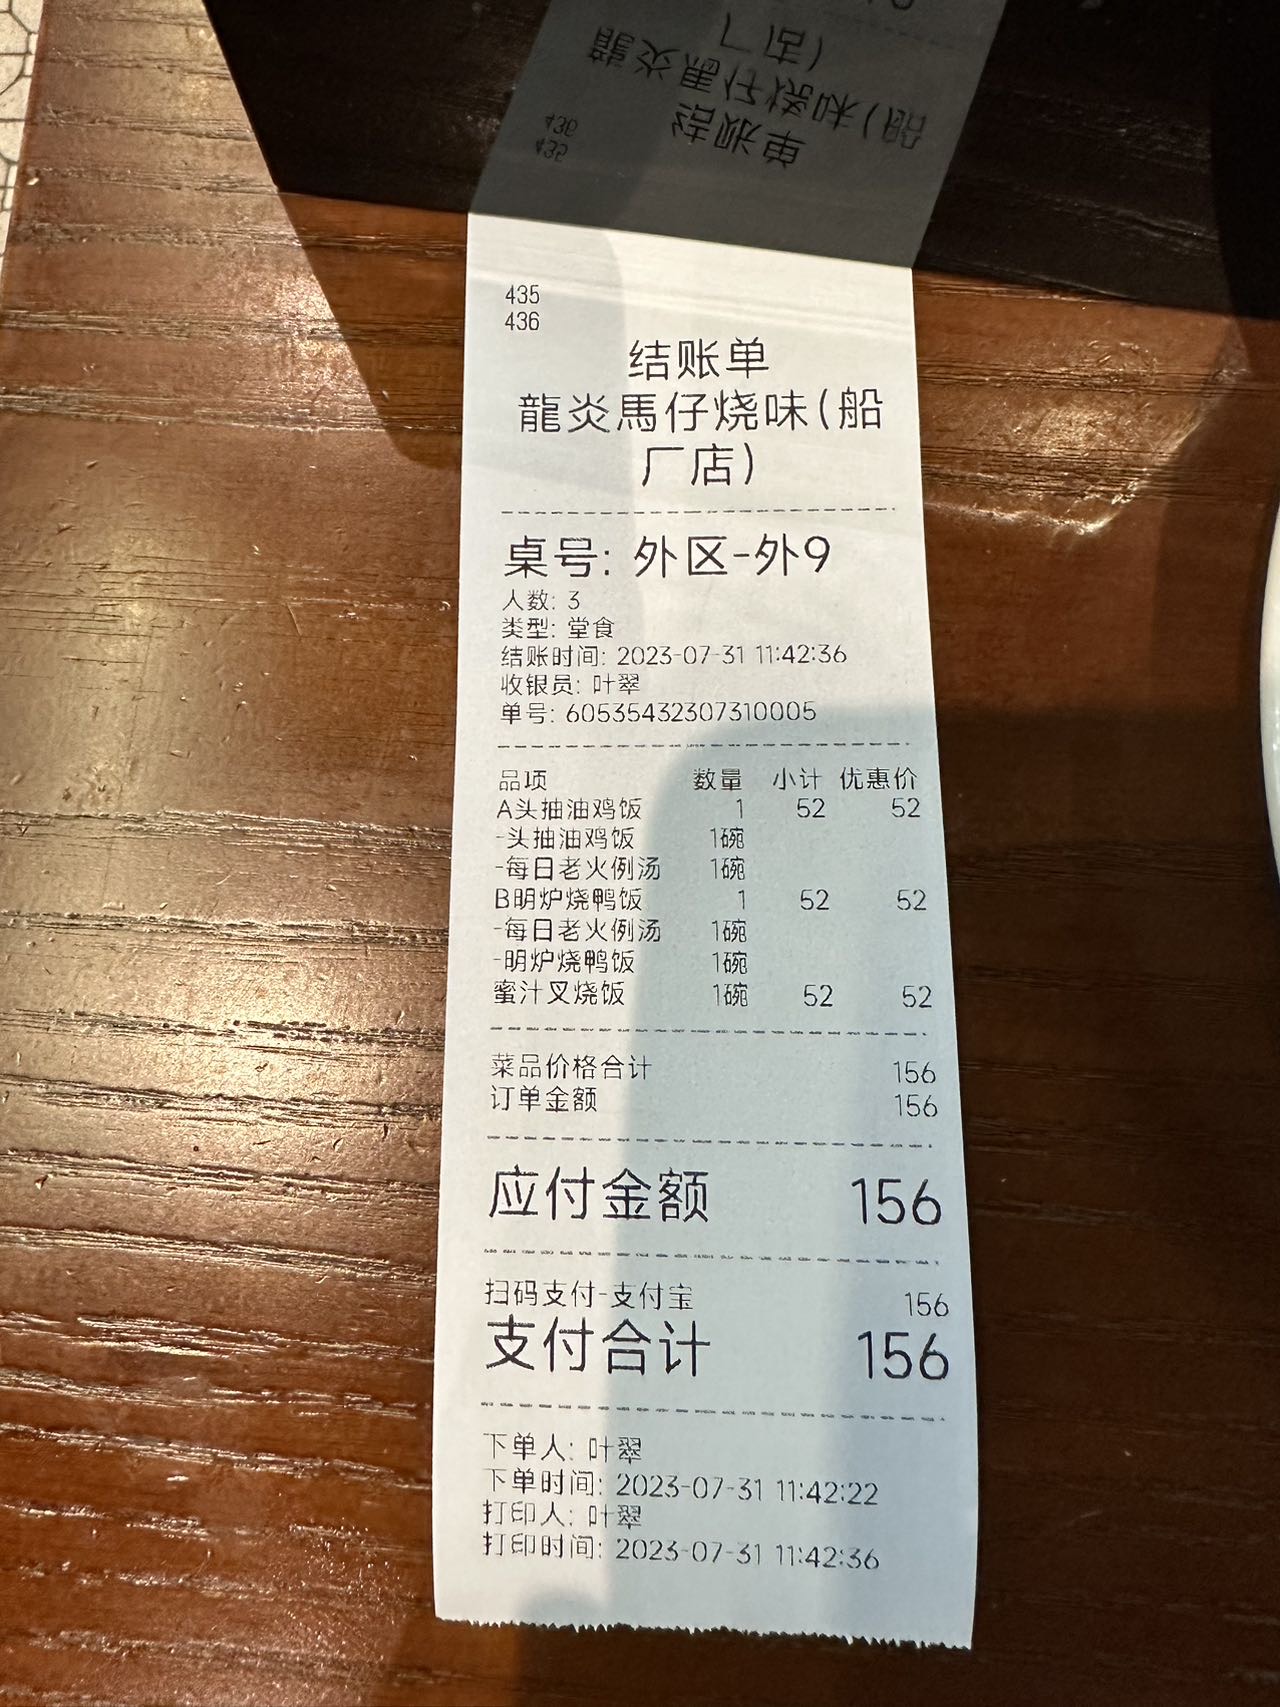 435
436
结账单
龍炎馬仔烧味(船
厂店)
桌号: 外区-外9
人数: 3
类型: 堂食
结账时间: 2023-07-31 11:42:36
收银员: 叶翠
单号: 60535432307310005
品项 数量 小计 优惠价
A头抽油鸡饭 1 52 52
-头抽油鸡饭 1碗
-每日老火例汤 1碗
B明炉烧鸭饭 1 52 52
-每日老火例汤 1碗
-明炉烧鸭饭 1碗
蜜汁叉烧饭 1碗 52 52
菜品价格合计 156
订单金额 156
应付金额 156
扫码支付-支付宝 156
支付合计 156
下单人: 叶翠
下单时间: 2023-07-31 11:42:22
打印人: 叶翠
打印时间: 2023-07-31 11:42:36